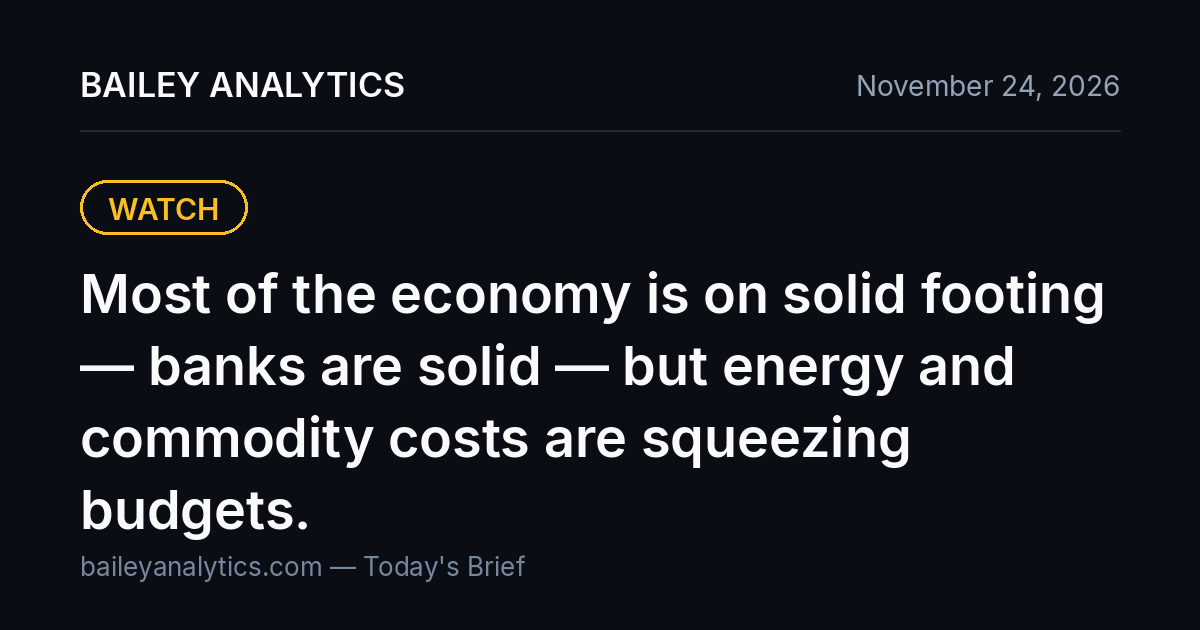 BAILEY ANALYTICS
November 24, 2026
WATCH
Most of the economy is on solid footing
— banks are solid — but energy and
commodity costs are squeezing
budgets.
baileyanalytics.com — Today's Brief